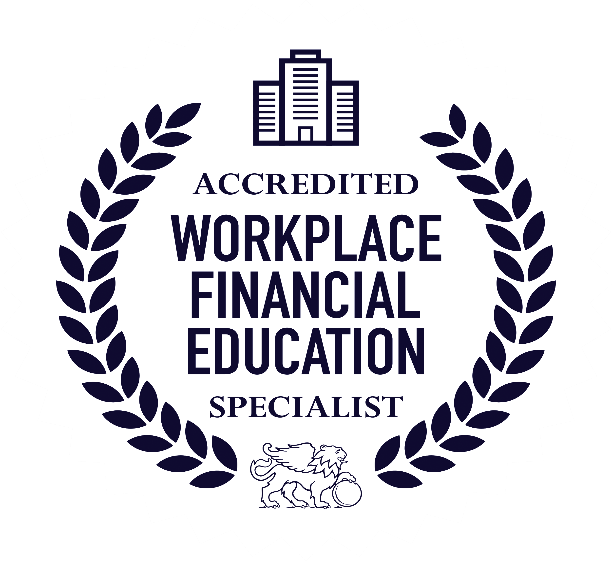 ACCREDITED
WORKPLACE
FINANCIAL
EDUCATION
SPECIALIST